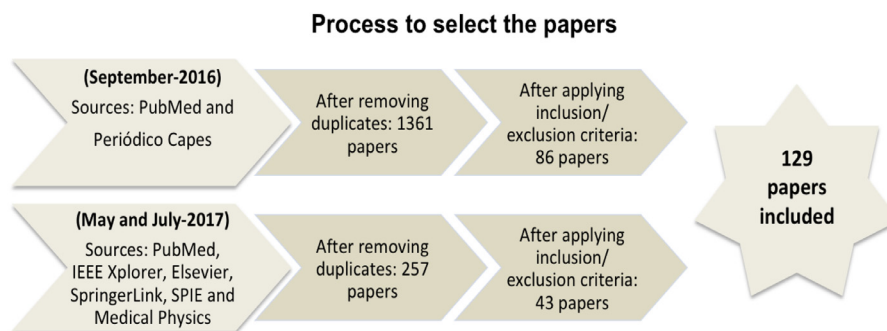 Process to select the papers
(September-2016)
Sources: PubMed and
Periódico Capes
After removing
duplicates: 1361
papers
After applying
inclusion/
exclusion criteria:
86 papers
(May and July-2017)
Sources: PubMed,
IEEE Xplorer, Elsevier,
SpringerLink, SPIE and
Medical Physics
After removing
duplicates: 257
papers
After applying
inclusion/
exclusion criteria:
43 papers
129
papers
included